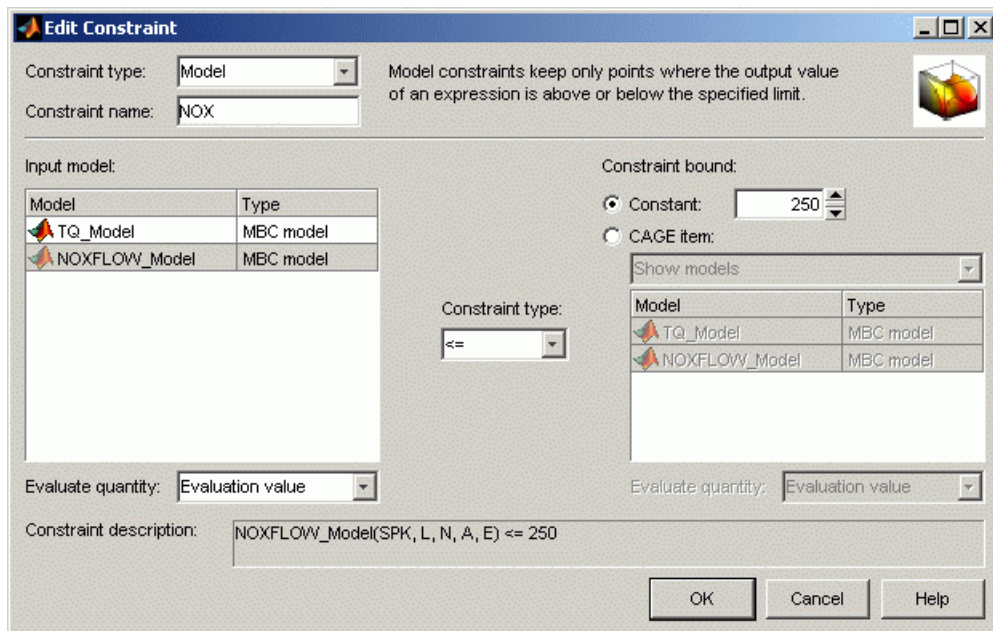 Edit Constraint
Constraint type: Model
Model constraints keep only points where the output value
of an expression is above or below the specified limit.
Constraint name: NOX
Input model:
Constraint bound:
Model Type
TQ_Model MBC model
NOXFLOW_Model MBC model
Constant: 250
CAGE item:
Show models
Constraint type:
<=
Model Type
TQ_Model MBC model
NOXFLOW_Model MBC model
Evaluate quantity: Evaluation value
Evaluate quantity: Evaluation value
Constraint description: NOXFLOW_Model(SPK, L, N, A, E) <= 250
OK Cancel Help